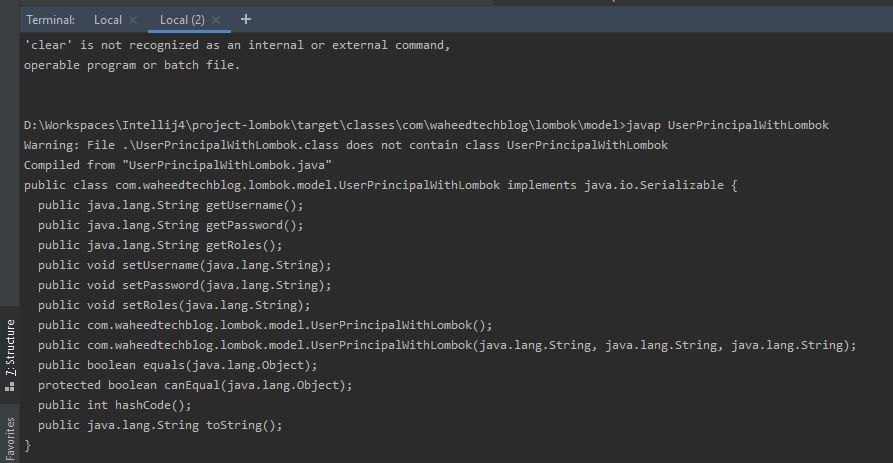 Terminal: Local × Local (2) × +
'clear' is not recognized as an internal or external command,
operable program or batch file.
D:\Workspaces\Intellij4\project-lombok\target\classes\com\waheedtechblog\lombok\model>javap UserPrincipalWithLombok
Warning: File .\UserPrincipalWithLombok.class does not contain class UserPrincipalWithLombok
Compiled from "UserPrincipalWithLombok.java"
public class com.waheedtechblog.lombok.model.UserPrincipalWithLombok implements java.io.Serializable {
  public java.lang.String getUsername();
  public java.lang.String getPassword();
  public java.lang.String getRoles();
  public void setUsername(java.lang.String);
  public void setPassword(java.lang.String);
  public void setRoles(java.lang.String);
  public com.waheedtechblog.lombok.model.UserPrincipalWithLombok();
  public com.waheedtechblog.lombok.model.UserPrincipalWithLombok(java.lang.String, java.lang.String, java.lang.String);
  public boolean equals(java.lang.Object);
  protected boolean canEqual(java.lang.Object);
  public int hashCode();
  public java.lang.String toString();
}
7: Structure
Favorites